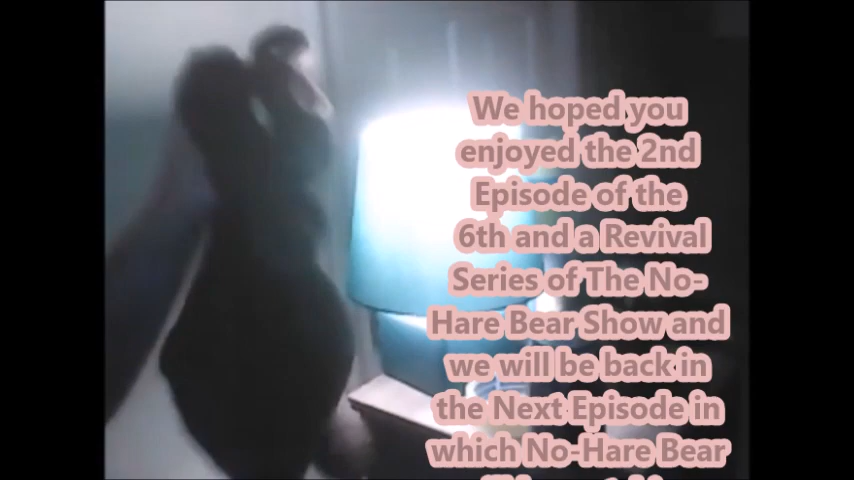 We hoped you
enjoyed the 2nd
Episode of the
6th and a Revival
Series of The No-
Hare Bear Show and
we will be back in
the Next Episode in
which No-Hare Bear